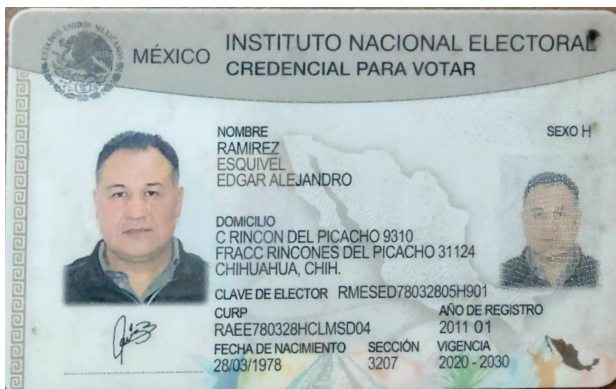 MÉXICO
INSTITUTO NACIONAL ELECTORAL
CREDENCIAL PARA VOTAR
NOMBRE
RAMIREZ
ESQUIVEL
EDGAR ALEJANDRO
SEXO H
DOMICILIO
C RINCON DEL PICACHO 9310
FRACC RINCONES DEL PICACHO 31124
CHIHUAHUA, CHIH.
CLAVE DE ELECTOR RMESED78032805H901
CURP
RAEE780328HCLMSD04
AÑO DE REGISTRO
2011 01
FECHA DE NACIMIENTO
28/03/1978
SECCIÓN
3207
VIGENCIA
2020 - 2030